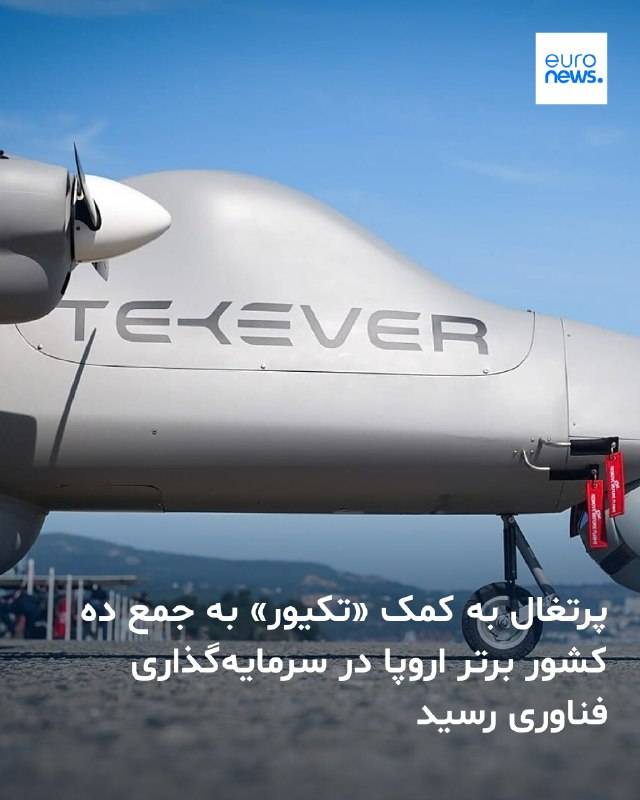 euro
news.
TEKEVER
پرتغال به کمک «تکیور» به جمع ده
کشور برتر اروپا در سرمایه‌گذاری
فناوری رسید